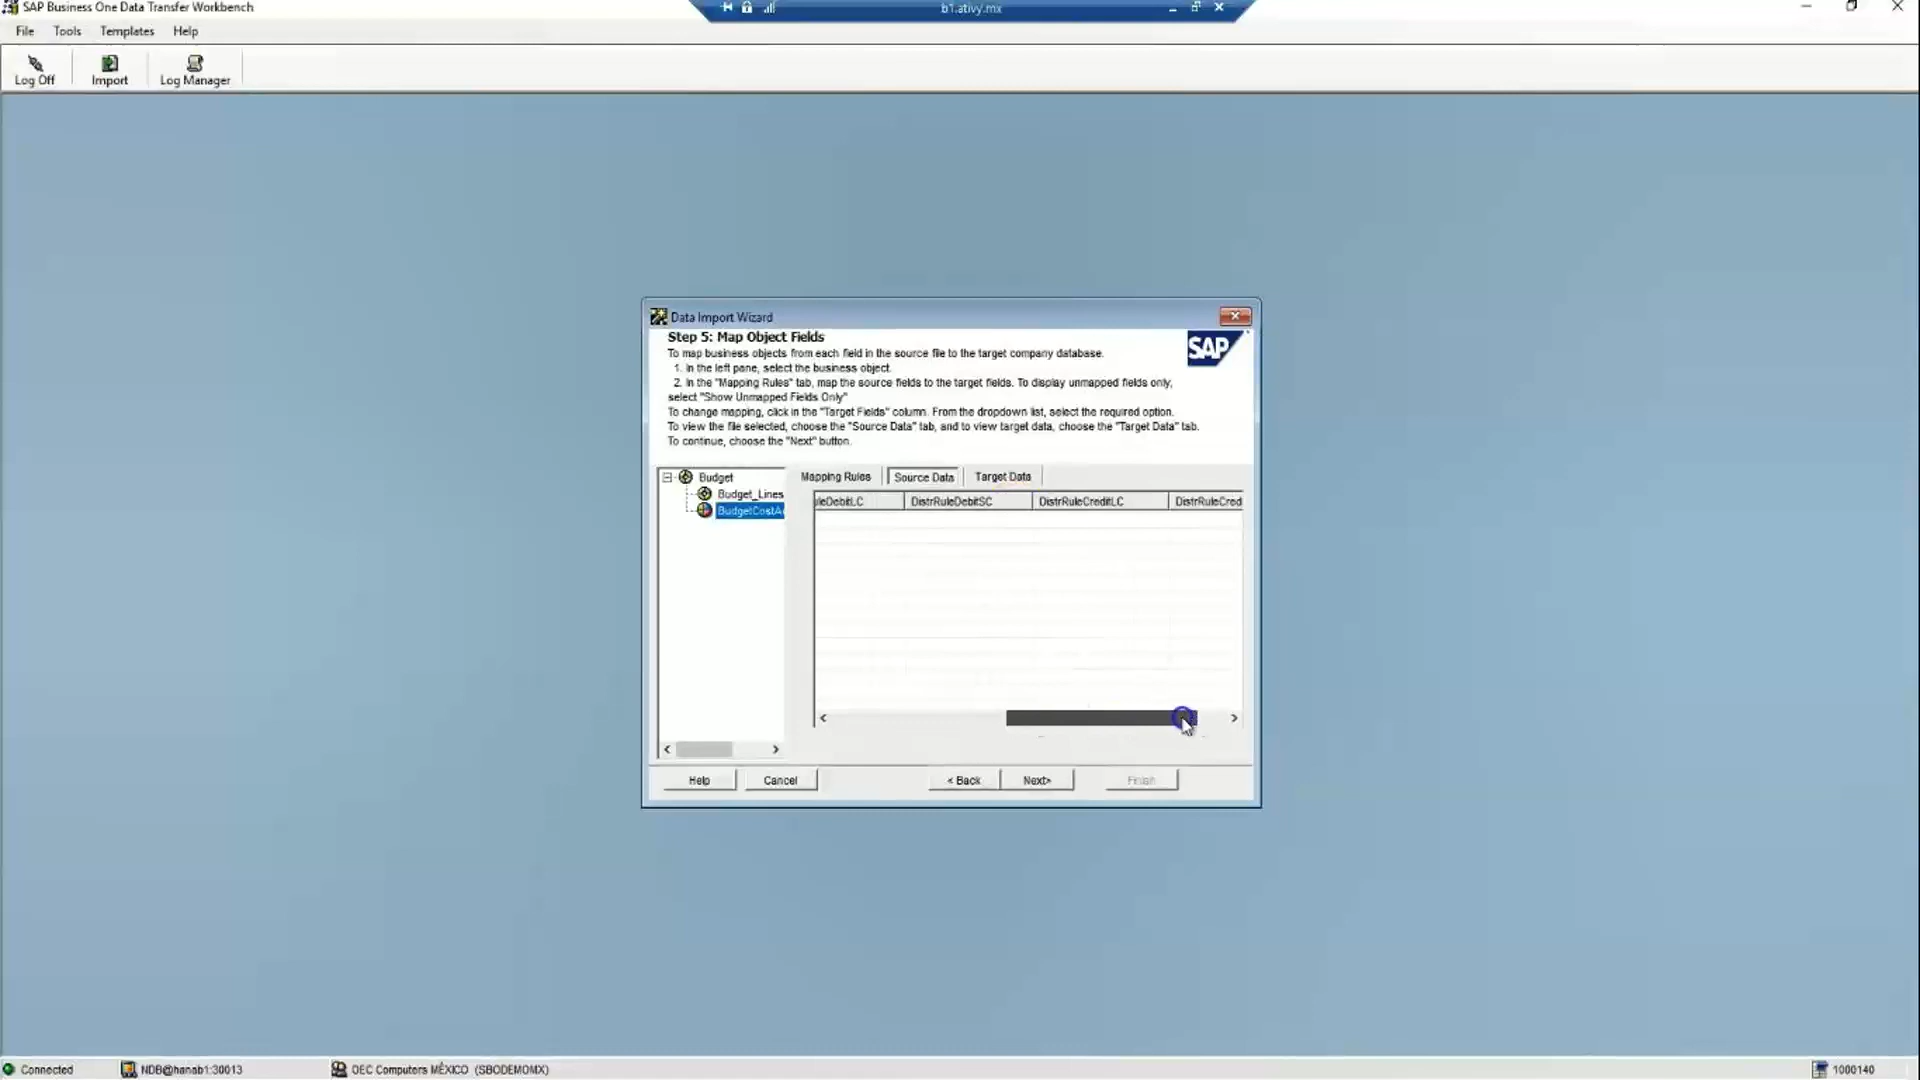 SAP Business One Data Transfer Workbench
b1.ativy.mx
File Tools Templates Help
Log Off Import Log Manager
Data Import Wizard
Step 5: Map Object Fields
SAP
To map business objects from each field in the source file to the target company database.
1. In the left pane, select the business object.
2. In the "Mapping Rules" tab, map the source fields to the target fields. To display unmapped fields only,
select "Show Unmapped Fields Only"
To change mapping, click in the "Target Fields" column. From the dropdown list, select the required option.
To view the file selected, choose the "Source Data" tab, and to view target data, choose the "Target Data" tab.
To continue, choose the "Next" button.
Budget
Budget_Lines
BudgetCostA
Mapping Rules Source Data Target Data
uleDebitLC DistrRuleDebitSC DistrRuleCreditLC DistrRuleCred
Help Cancel < Back Next> Finish
Connected NDB@hanab1:30013 OEC Computers MÉXICO (SBODEMOMX) 1000140